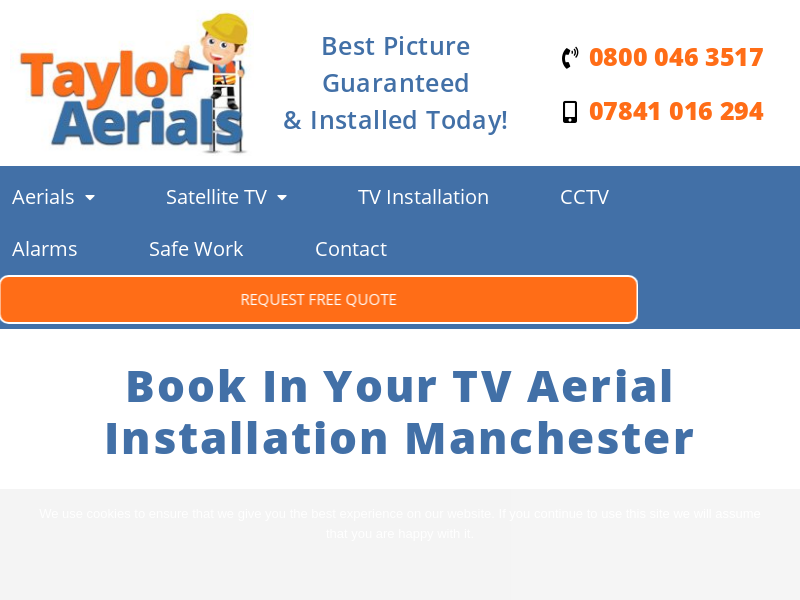 Taylor
Aerials
Best Picture
Guaranteed
& Installed Today!
0800 046 3517
07841 016 294
Aerials
Satellite TV
TV Installation
CCTV
Alarms
Safe Work
Contact
REQUEST FREE QUOTE
Book In Your TV Aerial
Installation Manchester
We use cookies to ensure that we give you the best experience on our website. If you continue to use this site we will assume
that you are happy with it.